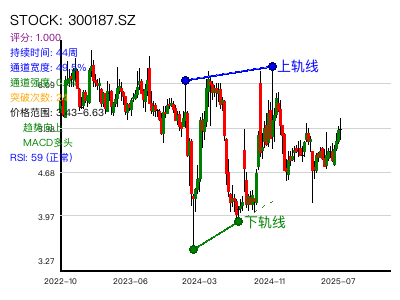 STOCK: 300187.SZ
评分: 1.000
持续时间: 44周
通道宽度: 49.5%
通道强度:
突破次数:
价格范围: 3.43–6.63
趋势向上
MACD多头
RSI: 59 (正常)
上轨线
下轨线
4.68
3.97
3.27
2022-10
2023-06
2024-03
2024-11
2025-07